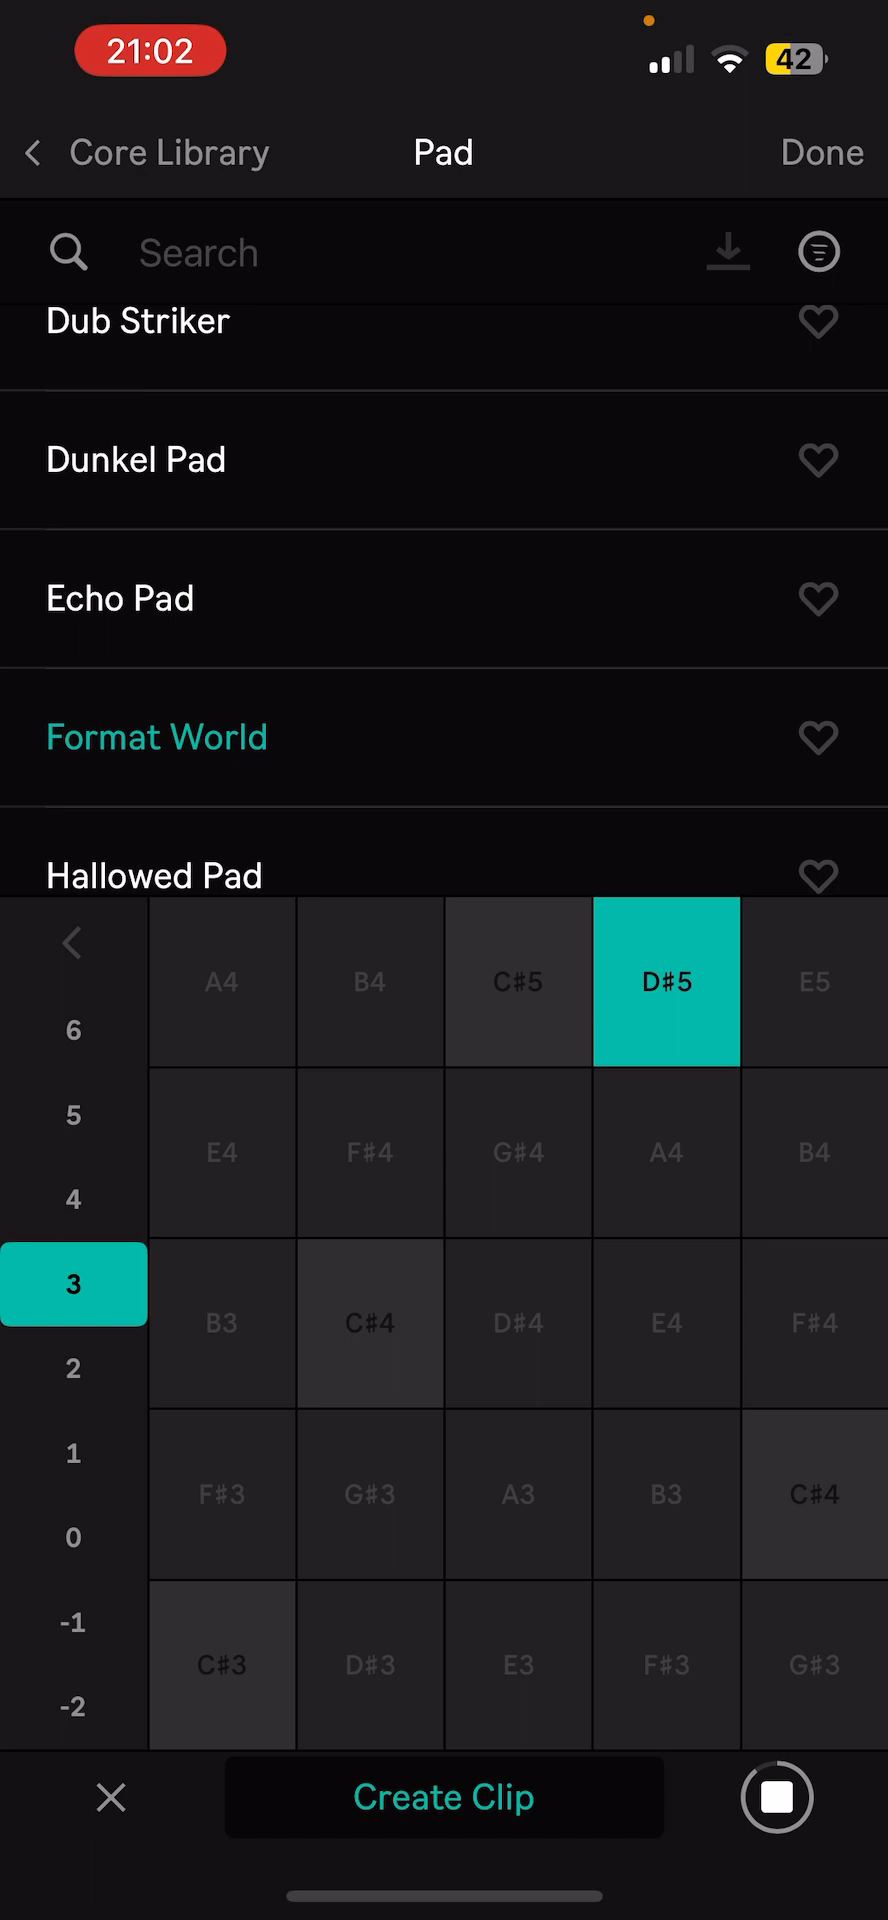 21:02
42
Core Library
Pad
Done
Search
Dub Striker
Dunkel Pad
Echo Pad
Format World
Hallowed Pad
A4 B4 C♯5 D♯5 E5
6
5
E4 F♯4 G♯4 A4 B4
4
3
B3 C♯4 D♯4 E4 F♯4
2
1
F♯3 G♯3 A3 B3 C♯4
0
-1
C♯3 D♯3 E3 F♯3 G♯3
-2
Create Clip